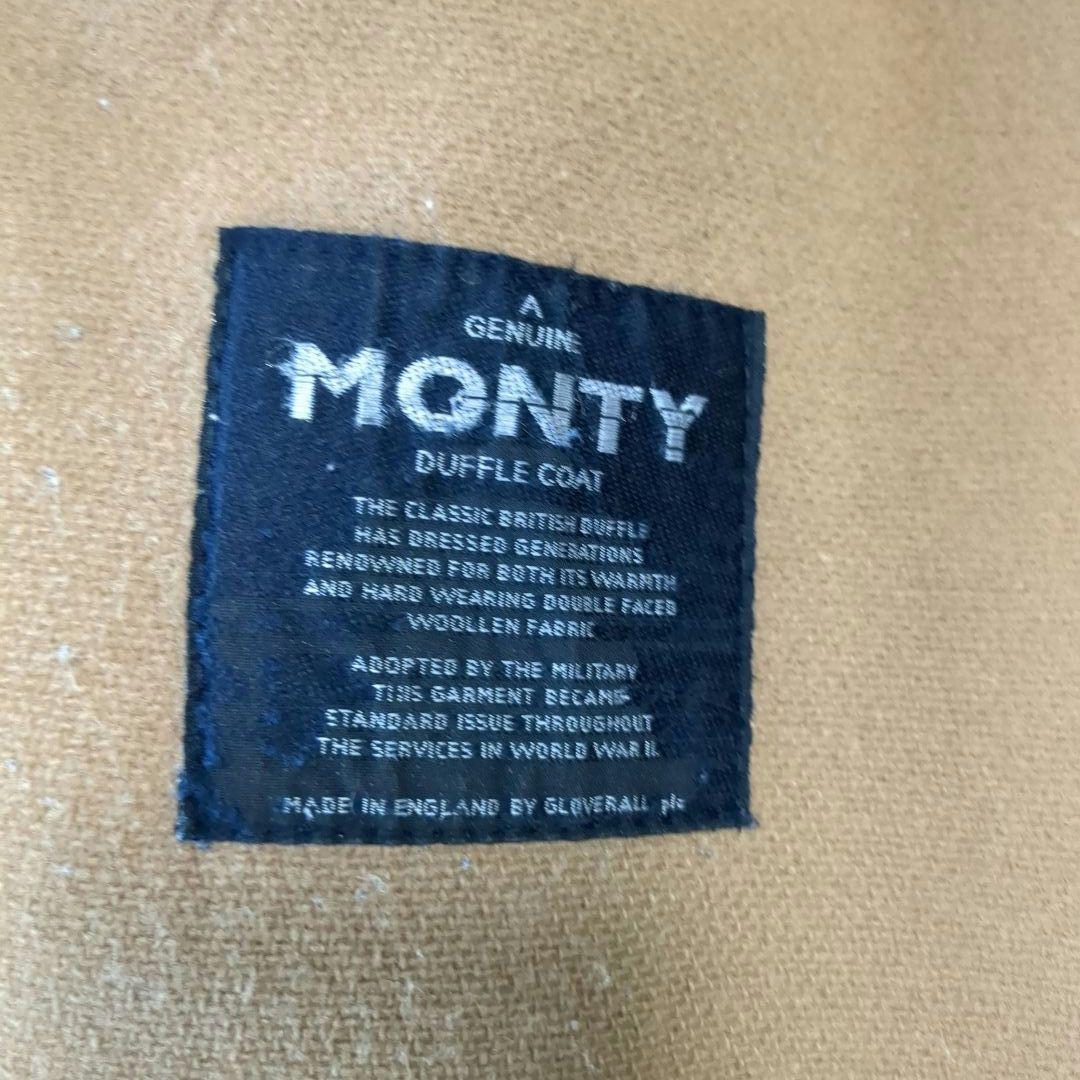 A
GENUINE
MONTY
DUFFLE COAT
THE CLASSIC BRITISH DUFFLE
HAS DRESSED GENERATIONS
RENOWNED FOR BOTH ITS WARMTH
AND HARD WEARING DOUBLE FACED
WOOLLEN FABRIC
ADOPTED BY THE MILITARY
THIS GARMENT BECAME
STANDARD ISSUE THROUGHOUT
THE SERVICES IN WORLD WAR II.
MADE IN ENGLAND BY GLOVERALL plc